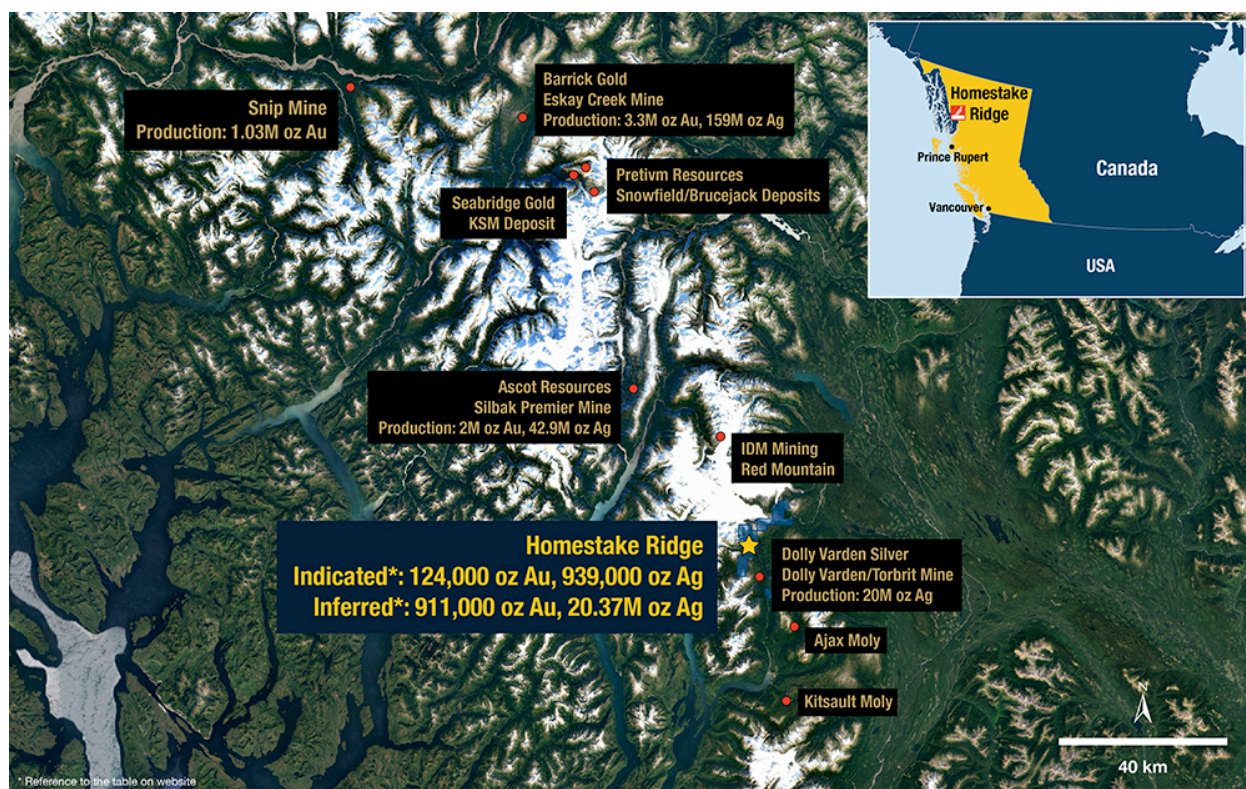 Snip Mine
Production: 1.03M oz Au
Barrick Gold
Eskay Creek Mine
Production: 3.3M oz Au, 159M oz Ag
Seabridge Gold
KSM Deposit
Pretivm Resources
Snowfield/Brucejack Deposits
Homestake
Ridge
Prince Rupert
Vancouver
Canada
USA
Ascot Resources
Silbak Premier Mine
Production: 2M oz Au, 42.9M oz Ag
IDM Mining
Red Mountain
Homestake Ridge
Indicated*: 124,000 oz Au, 939,000 oz Ag
Inferred*: 911,000 oz Au, 20.37M oz Ag
Dolly Varden Silver
Dolly Varden/Torbrit Mine
Production: 20M oz Ag
Ajax Moly
Kitsault Moly
N
40 km
* Reference to the table on website